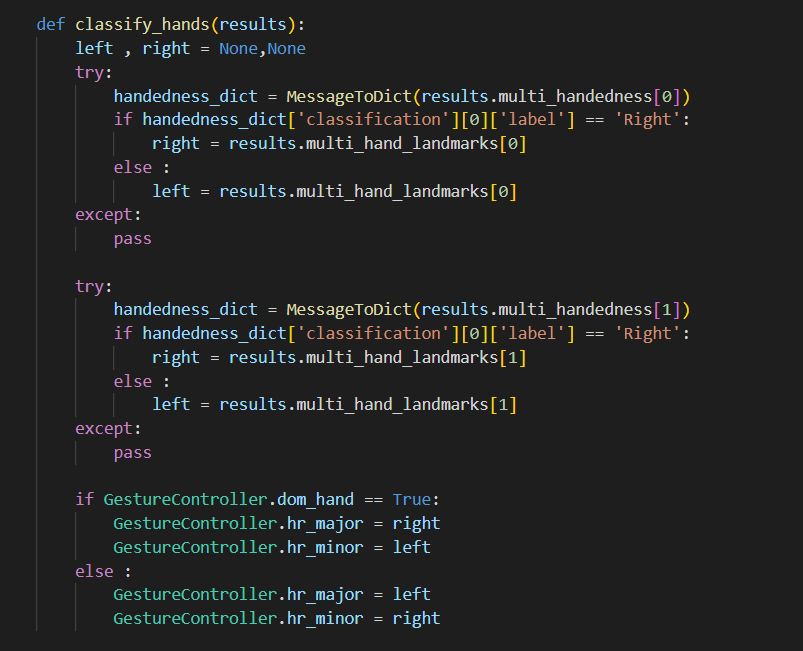 def classify_hands(results):
    left , right = None,None
    try:
        handedness_dict = MessageToDict(results.multi_handedness[0])
        if handedness_dict['classification'][0]['label'] == 'Right':
            right = results.multi_hand_landmarks[0]
        else :
            left = results.multi_hand_landmarks[0]
    except:
        pass

    try:
        handedness_dict = MessageToDict(results.multi_handedness[1])
        if handedness_dict['classification'][0]['label'] == 'Right':
            right = results.multi_hand_landmarks[1]
        else :
            left = results.multi_hand_landmarks[1]
    except:
        pass

    if GestureController.dom_hand == True:
        GestureController.hr_major = right
        GestureController.hr_minor = left
    else :
        GestureController.hr_major = left
        GestureController.hr_minor = right